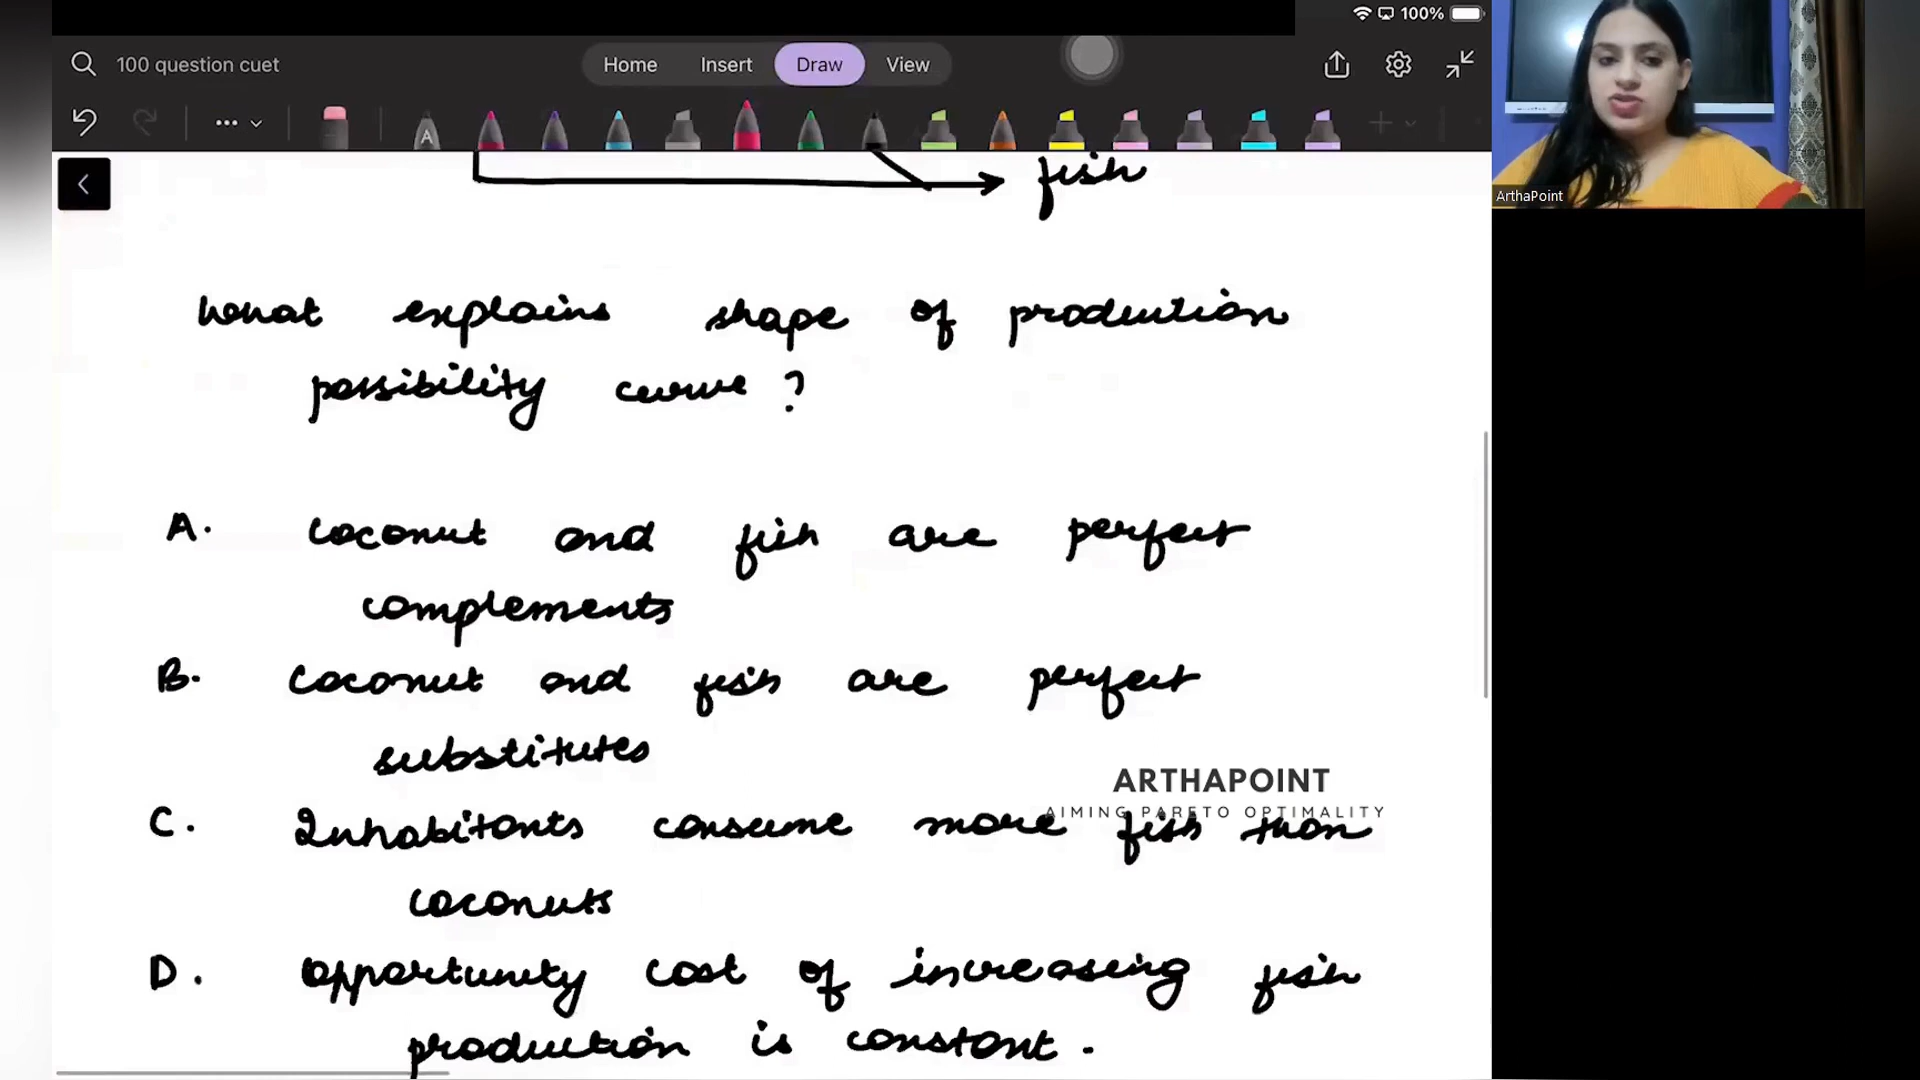 100%
100 question cuet
Home Insert Draw View
A
fish
ArthaPoint
What explains shape of production
possibility curve ?
A. coconut and fish are perfect
complements
B. coconut and fish are perfect
substitutes
ARTHAPOINT
AIMING PARETO OPTIMALITY
C. Inhabitants consume more fish than
coconuts
D. opportunity cost of increasing fish
production is constant.